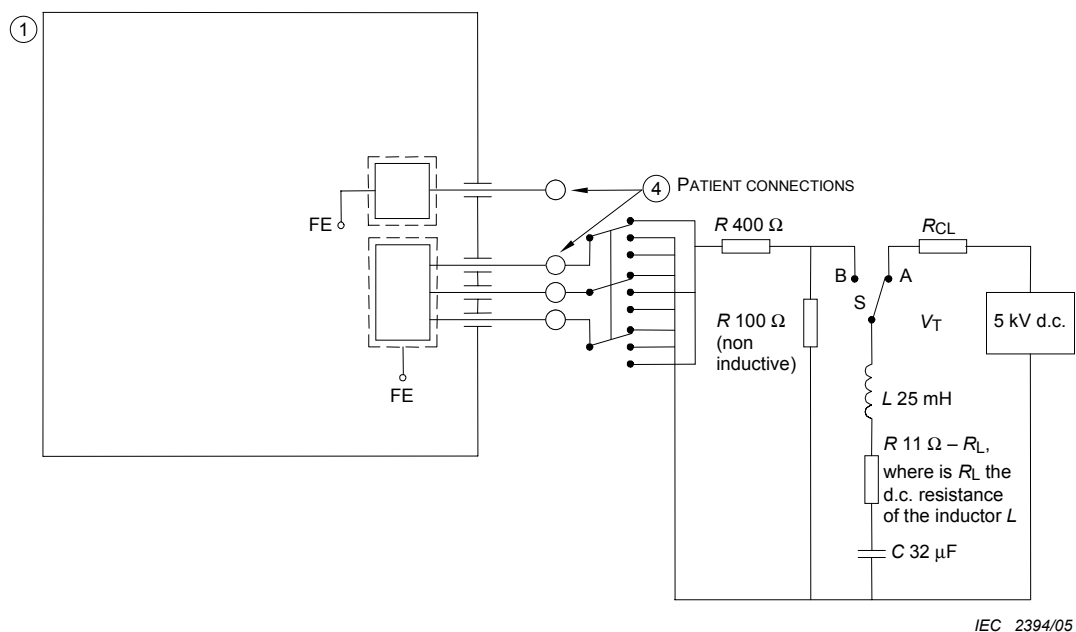 1
4 PATIENT CONNECTIONS
FE
R 400 Ω
RCL
B
A
S
VT
5 kV d.c.
R 100 Ω
(non
inductive)
FE
L 25 mH
R 11 Ω – RL,
where is RL the
d.c. resistance
of the inductor L
C 32 µF
IEC 2394/05